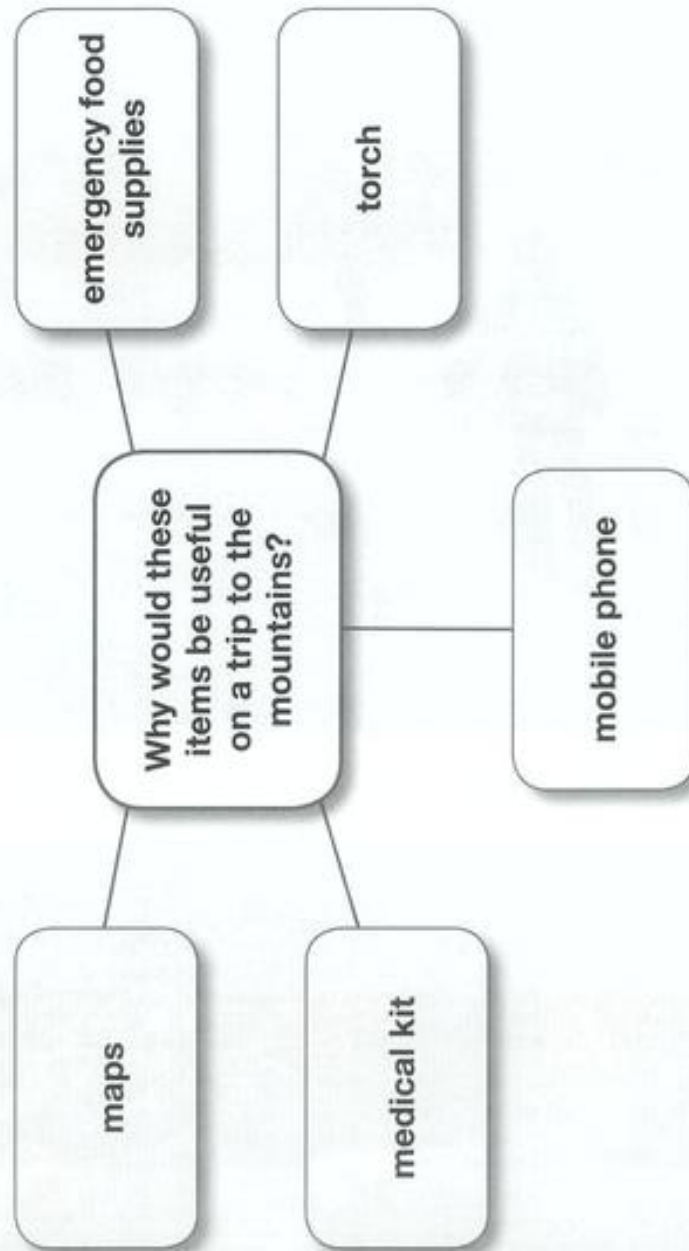 maps
emergency food
supplies
Why would these
items be useful
on a trip to the
mountains?
medical kit
torch
mobile phone